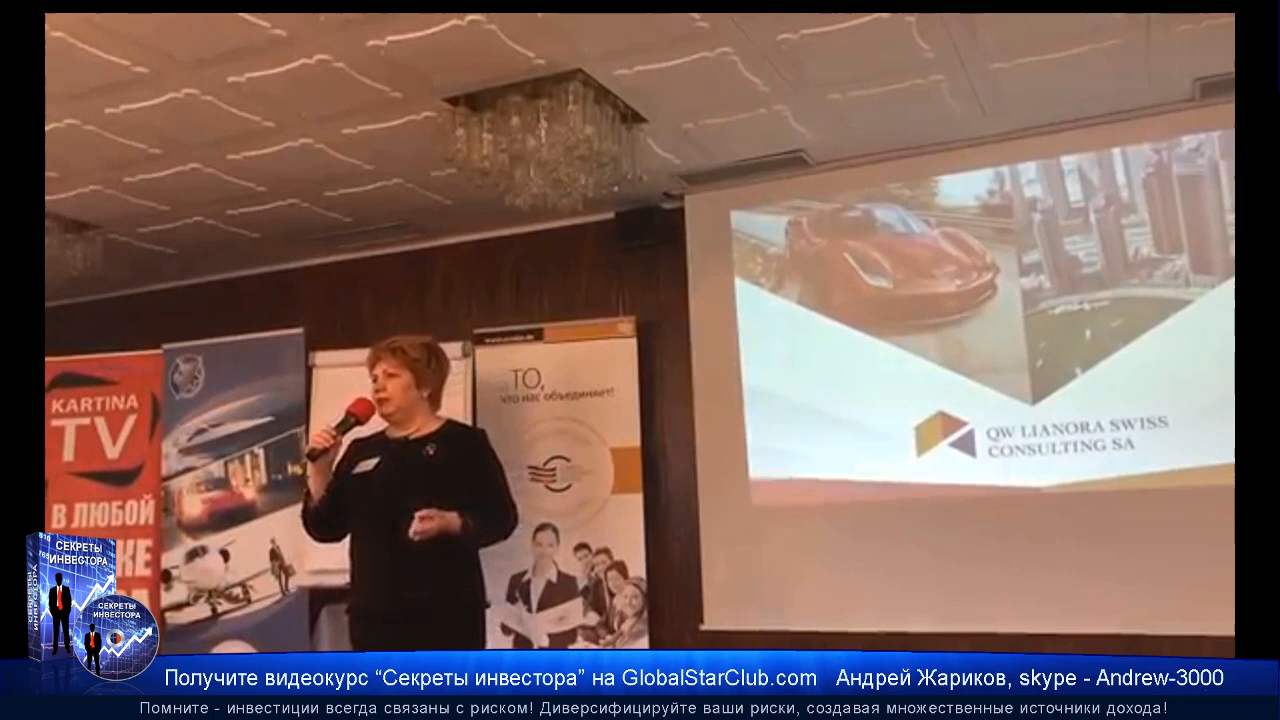 KARTINA
TV
В ЛЮБОЙ
ТО,
что нас объединяет!
QW LIANORA SWISS
CONSULTING SA
СЕКРЕТЫ
ИНВЕСТОРА
СЕКРЕТЫ
ИНВЕСТОРА
СЕКРЕТЫ
ИНВЕСТОРА
Получите видеокурс “Секреты инвестора” на GlobalStarClub.com Андрей Жариков, skype - Andrew-3000
Помните - инвестиции всегда связаны с риском! Диверсифицируйте ваши риски, создавая множественные источники дохода!